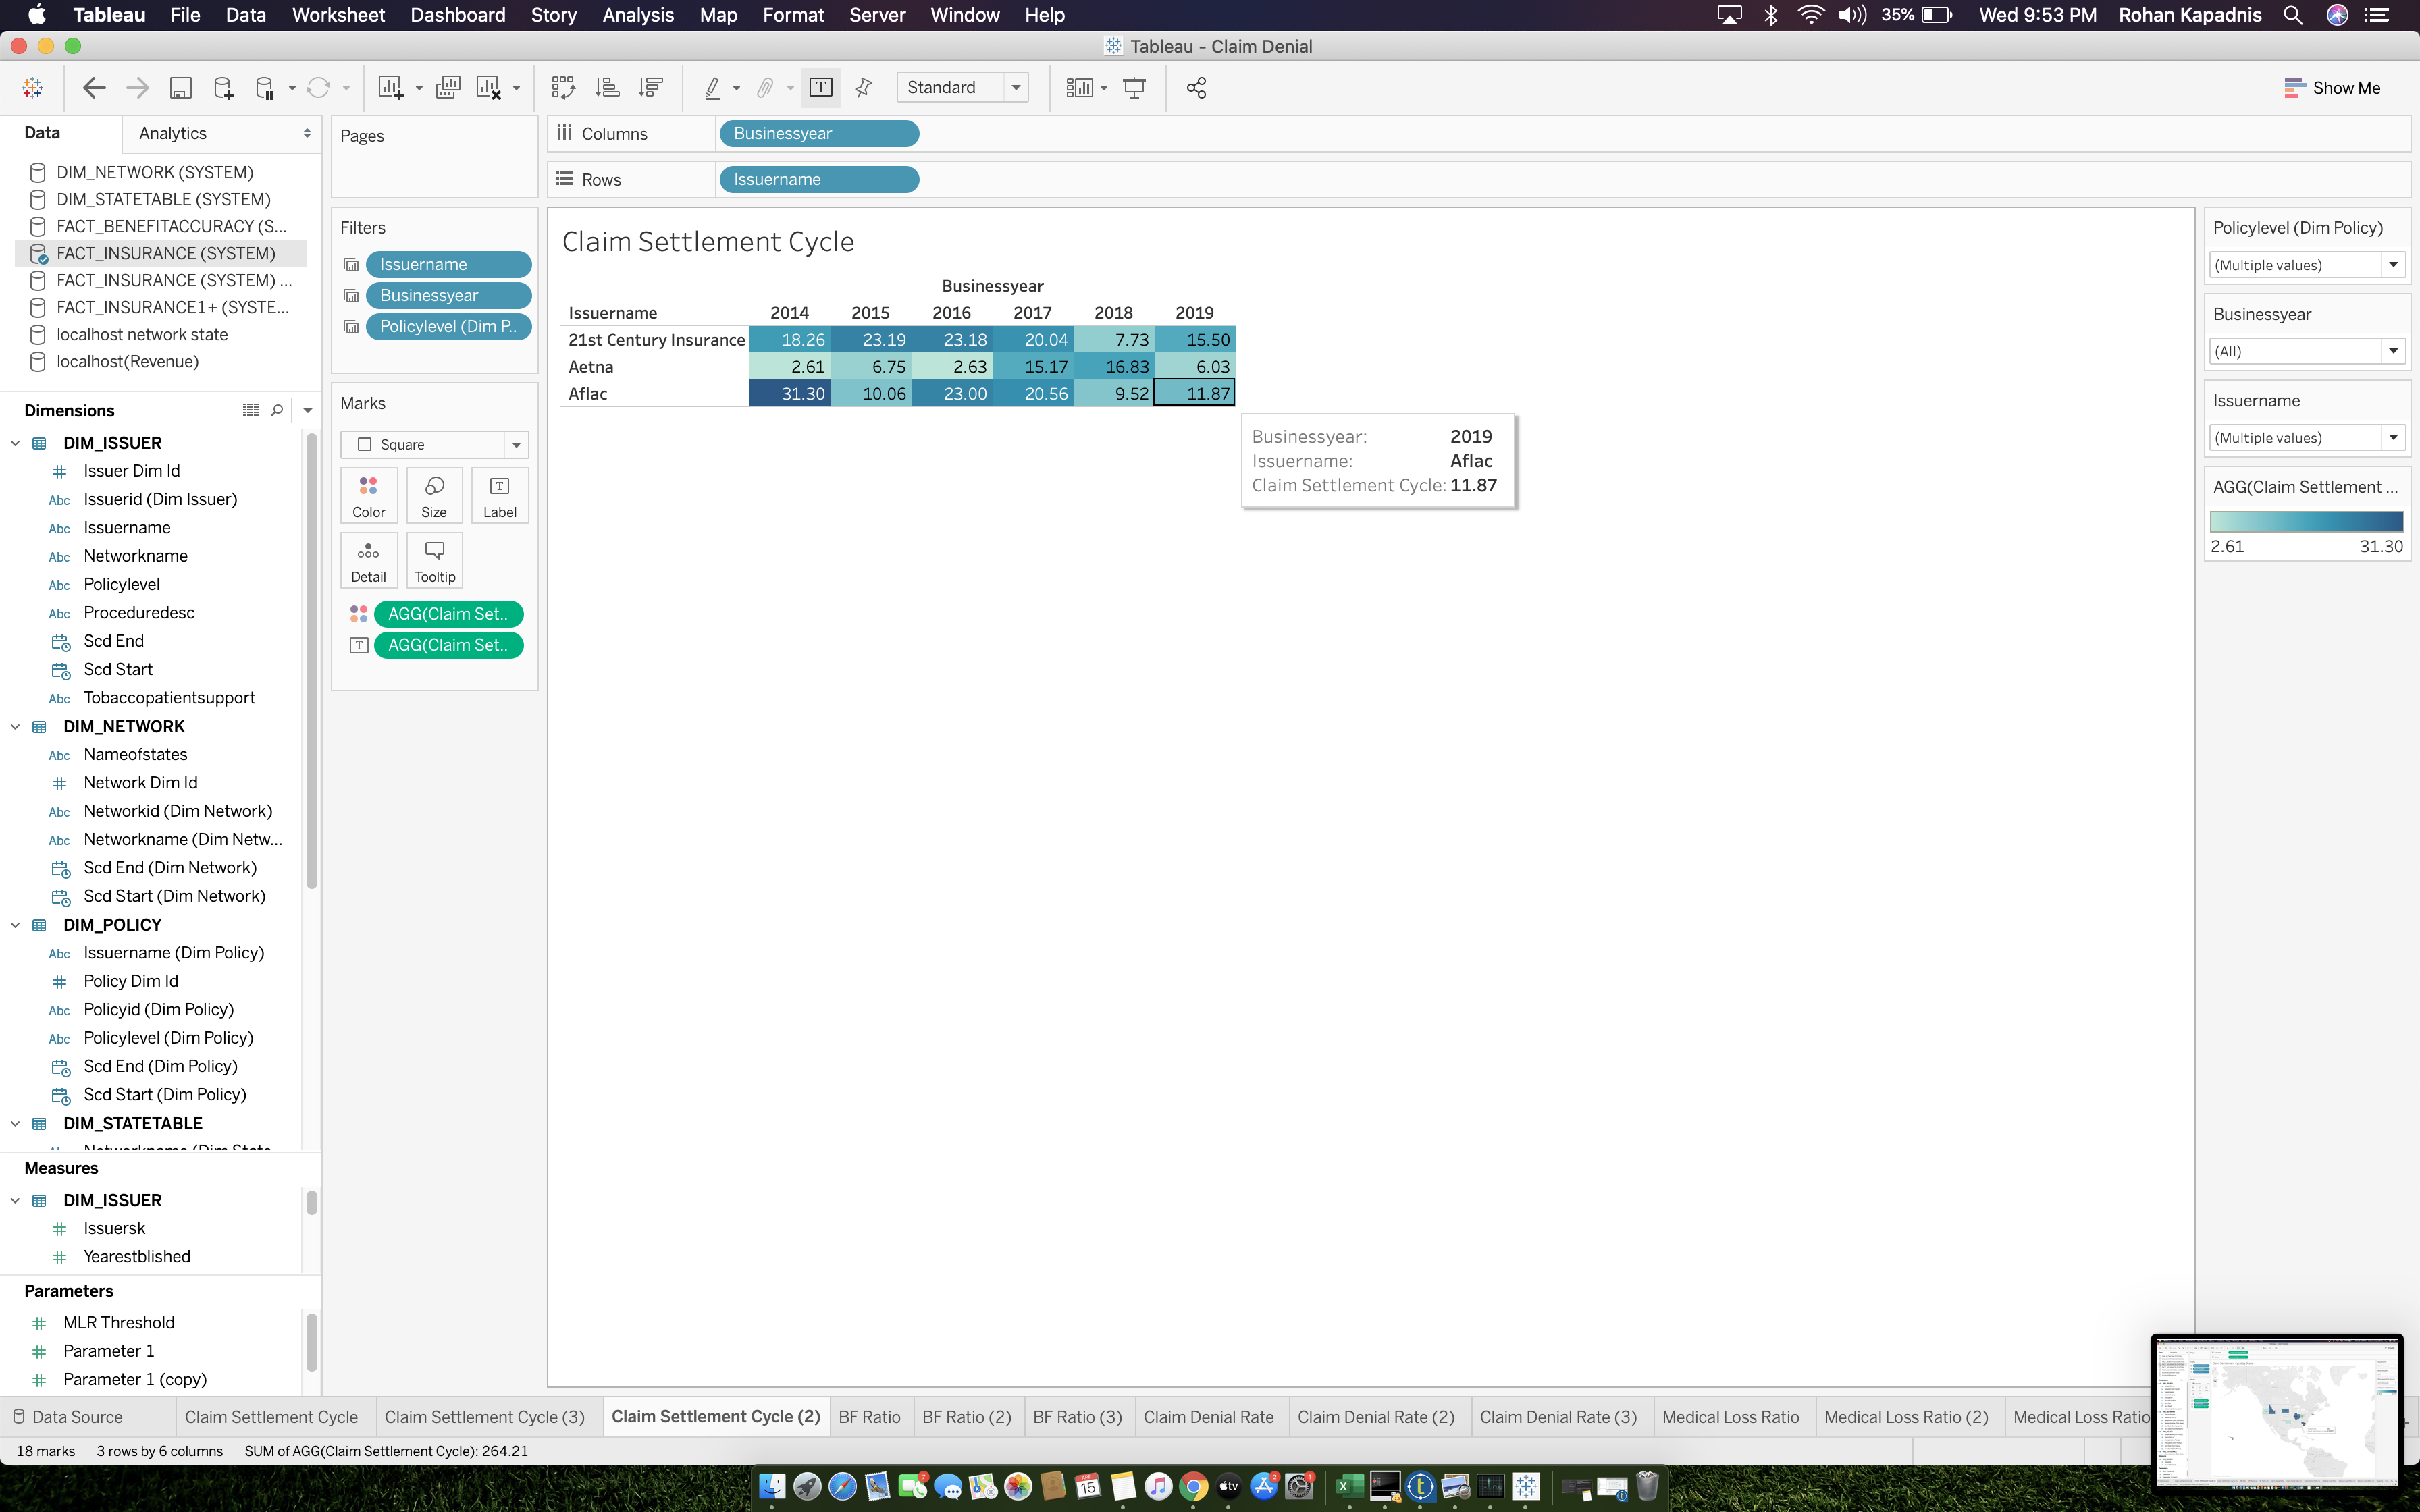 Tableau File Data Worksheet Dashboard Story Analysis Map Format Server Window Help 35% Wed 9:53 PM Rohan Kapadnis
Tableau - Claim Denial
Standard Show Me
Data Analytics
DIM_NETWORK (SYSTEM)
DIM_STATETABLE (SYSTEM)
FACT_BENEFITACCURACY (S...
FACT_INSURANCE (SYSTEM)
FACT_INSURANCE (SYSTEM) ...
FACT_INSURANCE1+ (SYSTE...
localhost network state
localhost(Revenue)
Dimensions
DIM_ISSUER
# Issuer Dim Id
Abc Issuerid (Dim Issuer)
Abc Issuername
Abc Networkname
Abc Policylevel
Abc Proceduredesc
Scd End
Scd Start
Abc Tobaccopatientsupport
DIM_NETWORK
Abc Nameofstates
# Network Dim Id
Abc Networkid (Dim Network)
Abc Networkname (Dim Netw...
Scd End (Dim Network)
Scd Start (Dim Network)
DIM_POLICY
Abc Issuername (Dim Policy)
# Policy Dim Id
Abc Policyid (Dim Policy)
Abc Policylevel (Dim Policy)
Scd End (Dim Policy)
Scd Start (Dim Policy)
DIM_STATETABLE
Measures
DIM_ISSUER
# Issuersk
# Yearestblished
Parameters
# MLR Threshold
# Parameter 1
# Parameter 1 (copy)
Pages
Filters
Issuername
Businessyear
Policylevel (Dim P..
Marks
Square
Color Size T Label
Detail Tooltip
AGG(Claim Set..
T AGG(Claim Set..
Columns Businessyear
Rows Issuername
Claim Settlement Cycle
Businessyear
Issuername 2014 2015 2016 2017 2018 2019
21st Century Insurance 18.26 23.19 23.18 20.04 7.73 15.50
Aetna 2.61 6.75 2.63 15.17 16.83 6.03
Aflac 31.30 10.06 23.00 20.56 9.52 11.87
Businessyear: 2019
Issuername: Aflac
Claim Settlement Cycle: 11.87
Policylevel (Dim Policy)
(Multiple values)
Businessyear
(All)
Issuername
(Multiple values)
AGG(Claim Settlement ...
2.61 31.30
Data Source Claim Settlement Cycle Claim Settlement Cycle (3) Claim Settlement Cycle (2) BF Ratio BF Ratio (2) BF Ratio (3) Claim Denial Rate Claim Denial Rate (2) Claim Denial Rate (3) Medical Loss Ratio Medical Loss Ratio (2) Medical Loss Ratio
18 marks 3 rows by 6 columns SUM of AGG(Claim Settlement Cycle): 264.21